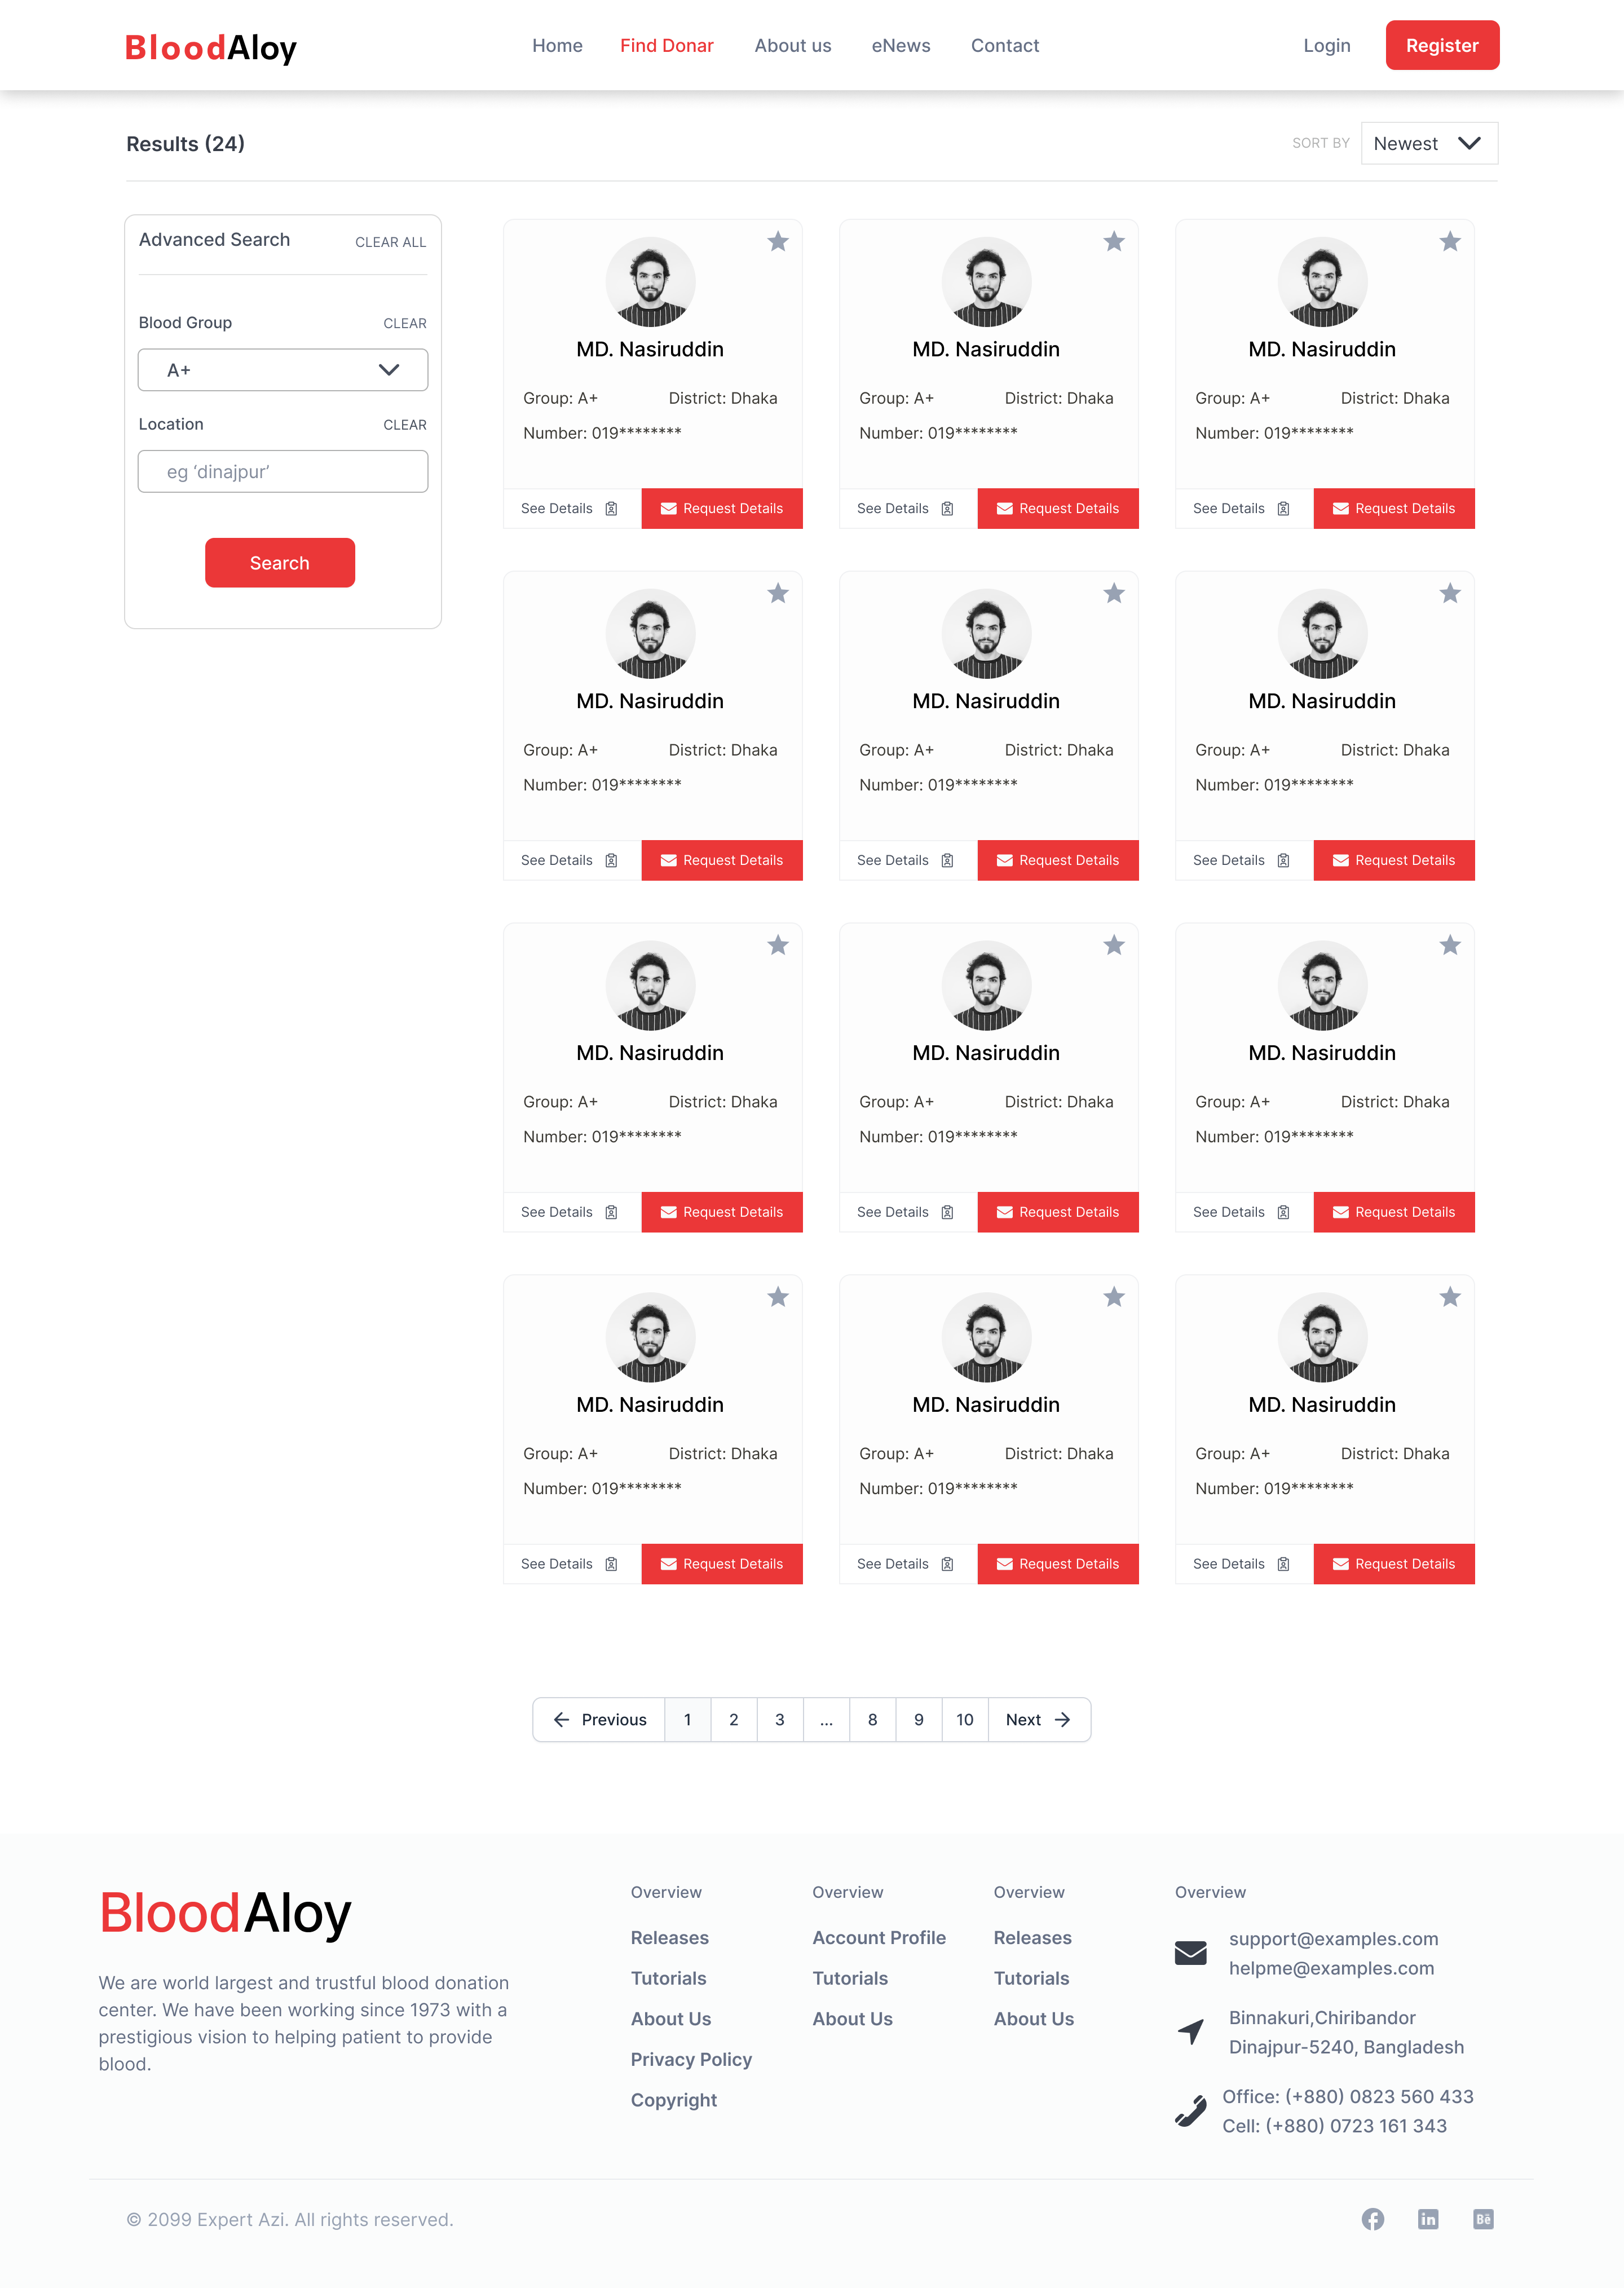 BloodAloy
Home Find Donar About us eNews Contact Login Register
Results (24) SORT BY Newest
Advanced Search CLEAR ALL
Blood Group CLEAR
A+
Location CLEAR
eg ‘dinajpur’
Search
MD. Nasiruddin MD. Nasiruddin MD. Nasiruddin
Group: A+ District: Dhaka Group: A+ District: Dhaka Group: A+ District: Dhaka
Number: 019******** Number: 019******** Number: 019********
See Details Request Details See Details Request Details See Details Request Details
MD. Nasiruddin MD. Nasiruddin MD. Nasiruddin
Group: A+ District: Dhaka Group: A+ District: Dhaka Group: A+ District: Dhaka
Number: 019******** Number: 019******** Number: 019********
See Details Request Details See Details Request Details See Details Request Details
MD. Nasiruddin MD. Nasiruddin MD. Nasiruddin
Group: A+ District: Dhaka Group: A+ District: Dhaka Group: A+ District: Dhaka
Number: 019******** Number: 019******** Number: 019********
See Details Request Details See Details Request Details See Details Request Details
MD. Nasiruddin MD. Nasiruddin MD. Nasiruddin
Group: A+ District: Dhaka Group: A+ District: Dhaka Group: A+ District: Dhaka
Number: 019******** Number: 019******** Number: 019********
See Details Request Details See Details Request Details See Details Request Details
Previous 1 2 3 ... 8 9 10 Next
BloodAloy
We are world largest and trustful blood donation
center. We have been working since 1973 with a
prestigious vision to helping patient to provide
blood.
Overview
Releases
Tutorials
About Us
Privacy Policy
Copyright
Overview
Account Profile
Tutorials
About Us
Overview
Releases
Tutorials
About Us
Overview
support@examples.com
helpme@examples.com
Binnakuri,Chiribandor
Dinajpur-5240, Bangladesh
Office: (+880) 0823 560 433
Cell: (+880) 0723 161 343
© 2099 Expert Azi. All rights reserved.
in
Bē